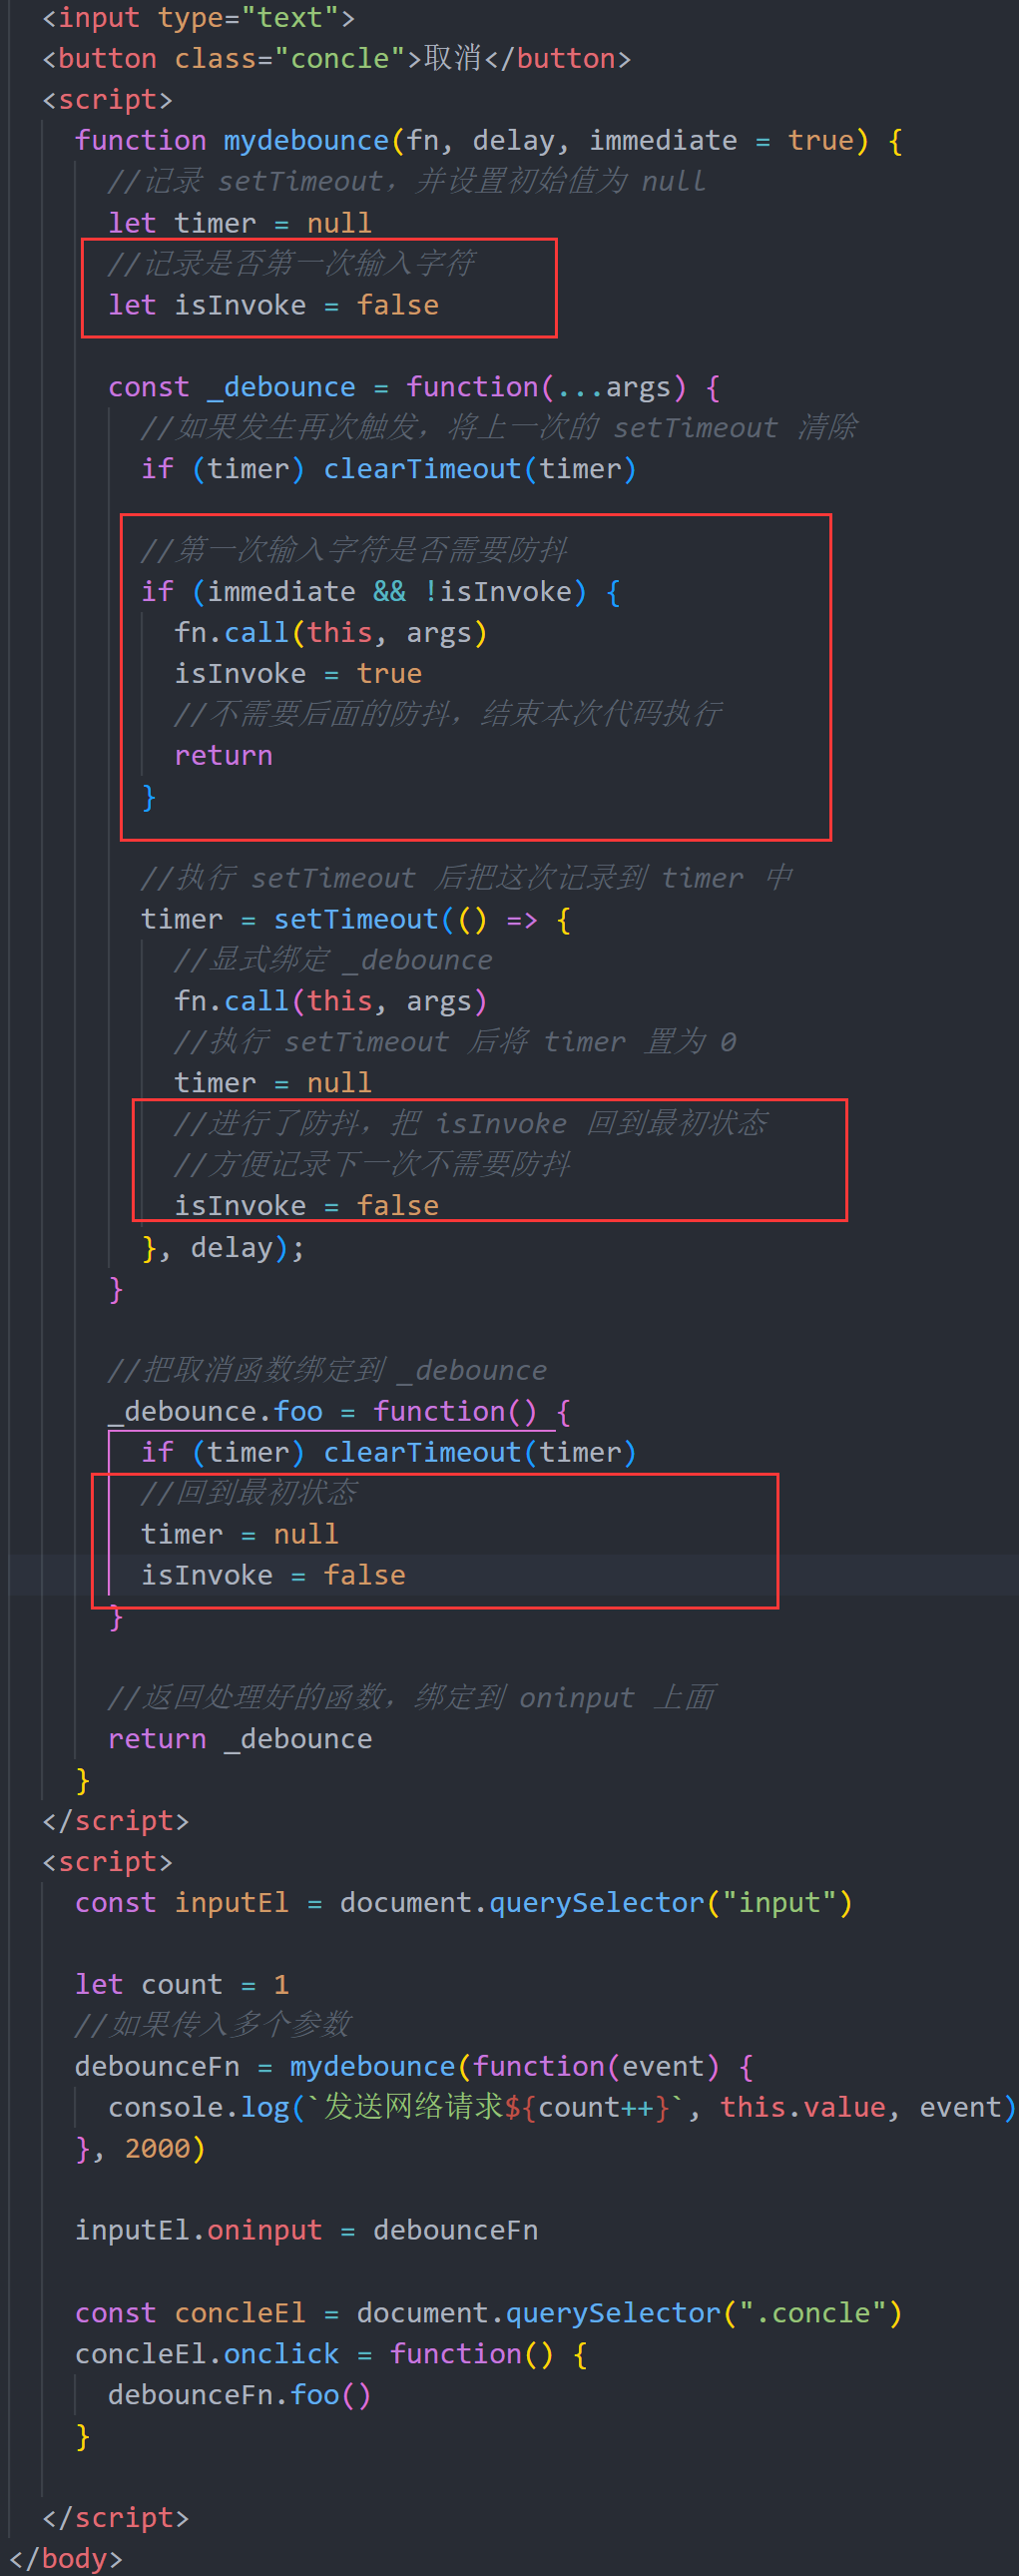 <input type="text">
<button class="concle">取消</button>
<script>
function mydebounce(fn, delay, immediate = true) {
//记录 setTimeout，并设置初始值为 null
let timer = null
//记录是否第一次输入字符
let isInvoke = false
const _debounce = function(...args) {
//如果发生再次触发，将上一次的 setTimeout 清除
if (timer) clearTimeout(timer)
//第一次输入字符是否需要防抖
if (immediate && !isInvoke) {
fn.call(this, args)
isInvoke = true
//不需要后面的防抖，结束本次代码执行
return
}
//执行 setTimeout 后把这次记录到 timer 中
timer = setTimeout(() => {
//显式绑定 _debounce
fn.call(this, args)
//执行 setTimeout 后将 timer 置为 0
timer = null
//进行了防抖，把 isInvoke 回到最初状态
//方便记录下一次不需要防抖
isInvoke = false
}, delay);
}
//把取消函数绑定到 _debounce
_debounce.foo = function() {
if (timer) clearTimeout(timer)
//回到最初状态
timer = null
isInvoke = false
}
//返回处理好的函数，绑定到 oninput 上面
return _debounce
}
</script>
<script>
const inputEl = document.querySelector("input")
let count = 1
//如果传入多个参数
debounceFn = mydebounce(function(event) {
console.log(`发送网络请求${count++}`, this.value, event)
}, 2000)
inputEl.oninput = debounceFn
const concleEl = document.querySelector(".concle")
concleEl.onclick = function() {
debounceFn.foo()
}
</script>
</body>